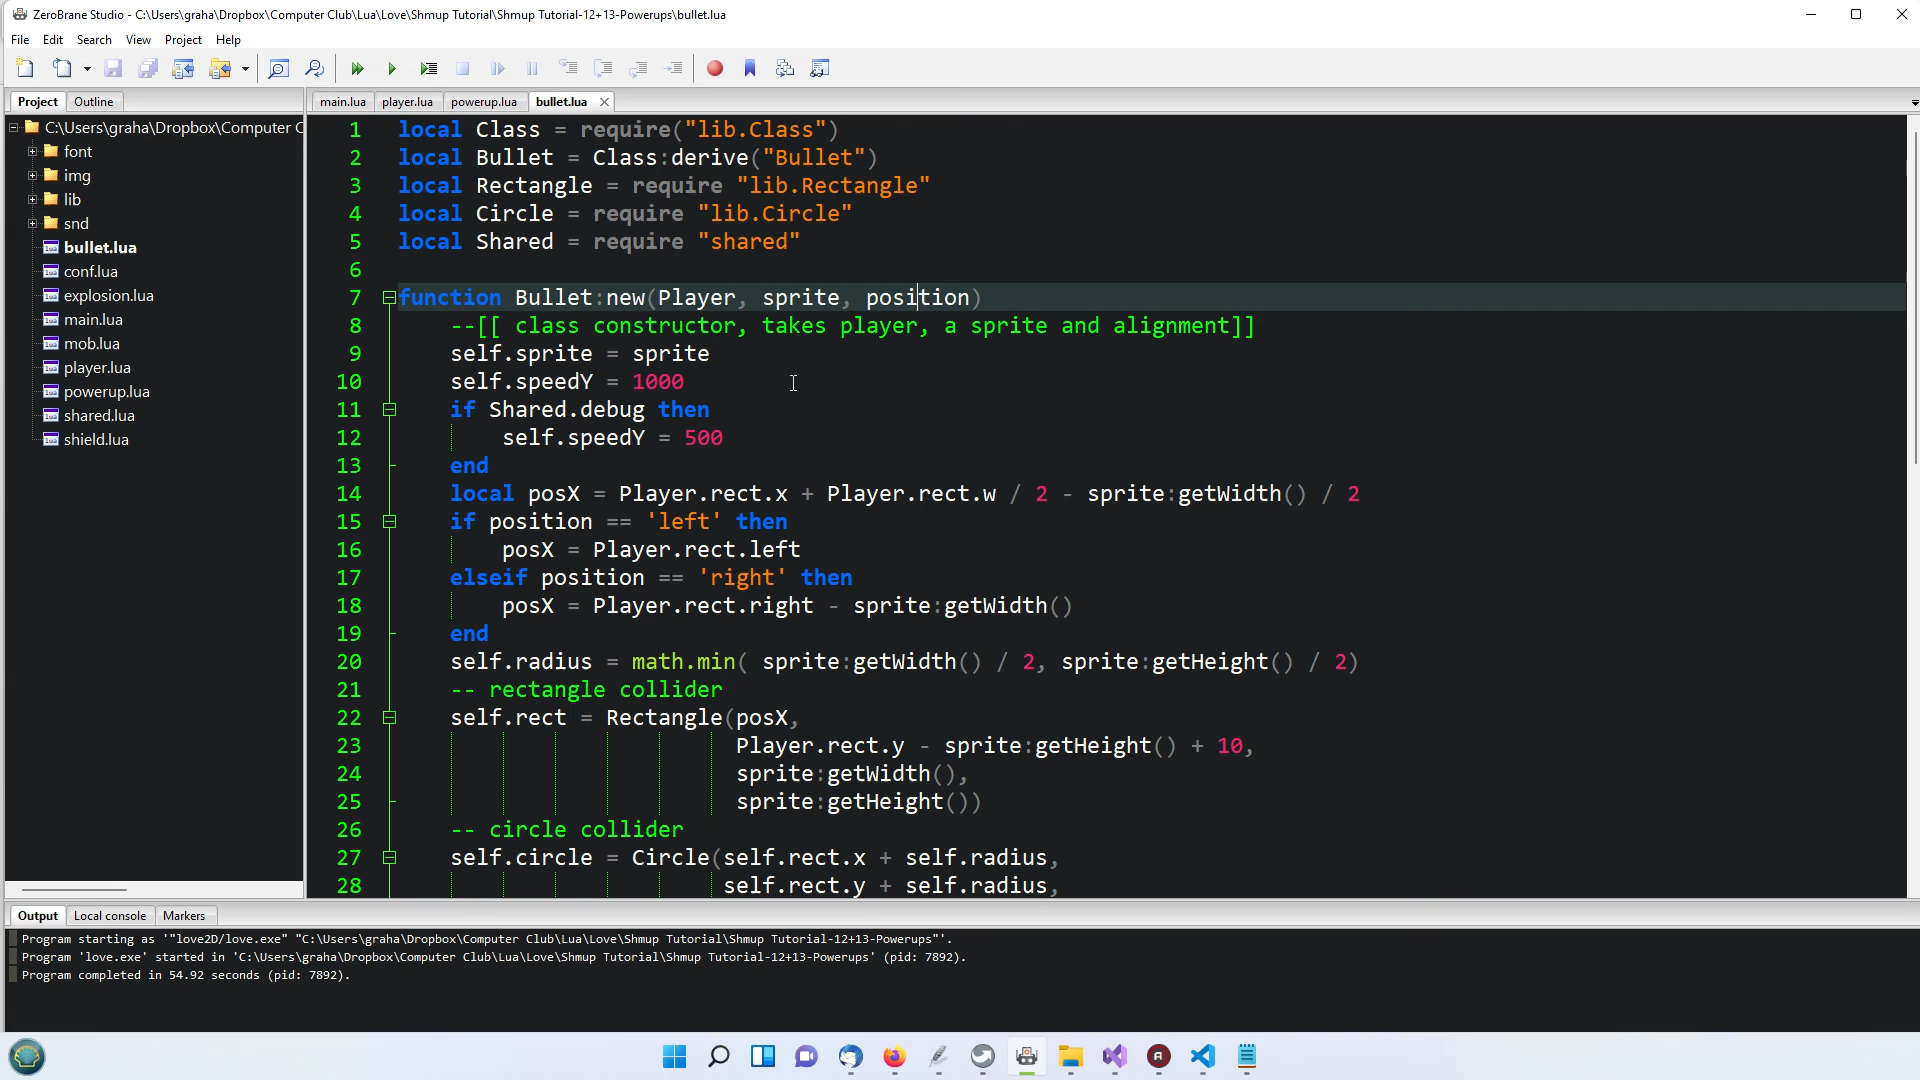 ZeroBrane Studio - C:\Users\graha\Dropbox\Computer Club\Lua\Love\Shmup Tutorial\Shmup Tutorial-12+13-Powerups\bullet.lua
File Edit Search View Project Help
Project Outline
main.lua player.lua powerup.lua bullet.lua
C:\Users\graha\Dropbox\Computer C
font
img
lib
snd
bullet.lua
conf.lua
explosion.lua
main.lua
mob.lua
player.lua
powerup.lua
shared.lua
shield.lua
1 local Class = require("lib.Class")
2 local Bullet = Class:derive("Bullet")
3 local Rectangle = require "lib.Rectangle"
4 local Circle = require "lib.Circle"
5 local Shared = require "shared"
6
7 function Bullet:new(Player, sprite, position)
8 --[[ class constructor, takes player, a sprite and alignment]]
9 self.sprite = sprite
10 self.speedY = 1000
11 if Shared.debug then
12 self.speedY = 500
13 end
14 local posX = Player.rect.x + Player.rect.w / 2 - sprite:getWidth() / 2
15 if position == 'left' then
16 posX = Player.rect.left
17 elseif position == 'right' then
18 posX = Player.rect.right - sprite:getWidth()
19 end
20 self.radius = math.min( sprite:getWidth() / 2, sprite:getHeight() / 2)
21 -- rectangle collider
22 self.rect = Rectangle(posX,
23 Player.rect.y - sprite:getHeight() + 10,
24 sprite:getWidth(),
25 sprite:getHeight())
26 -- circle collider
27 self.circle = Circle(self.rect.x + self.radius,
28 self.rect.y + self.radius,
Output Local console Markers
Program starting as '"love2D/love.exe" "C:\Users\graha\Dropbox\Computer Club\Lua\Love\Shmup Tutorial\Shmup Tutorial-12+13-Powerups"'.
Program 'love.exe' started in 'C:\Users\graha\Dropbox\Computer Club\Lua\Love\Shmup Tutorial\Shmup Tutorial-12+13-Powerups' (pid: 7892).
Program completed in 54.92 seconds (pid: 7892).